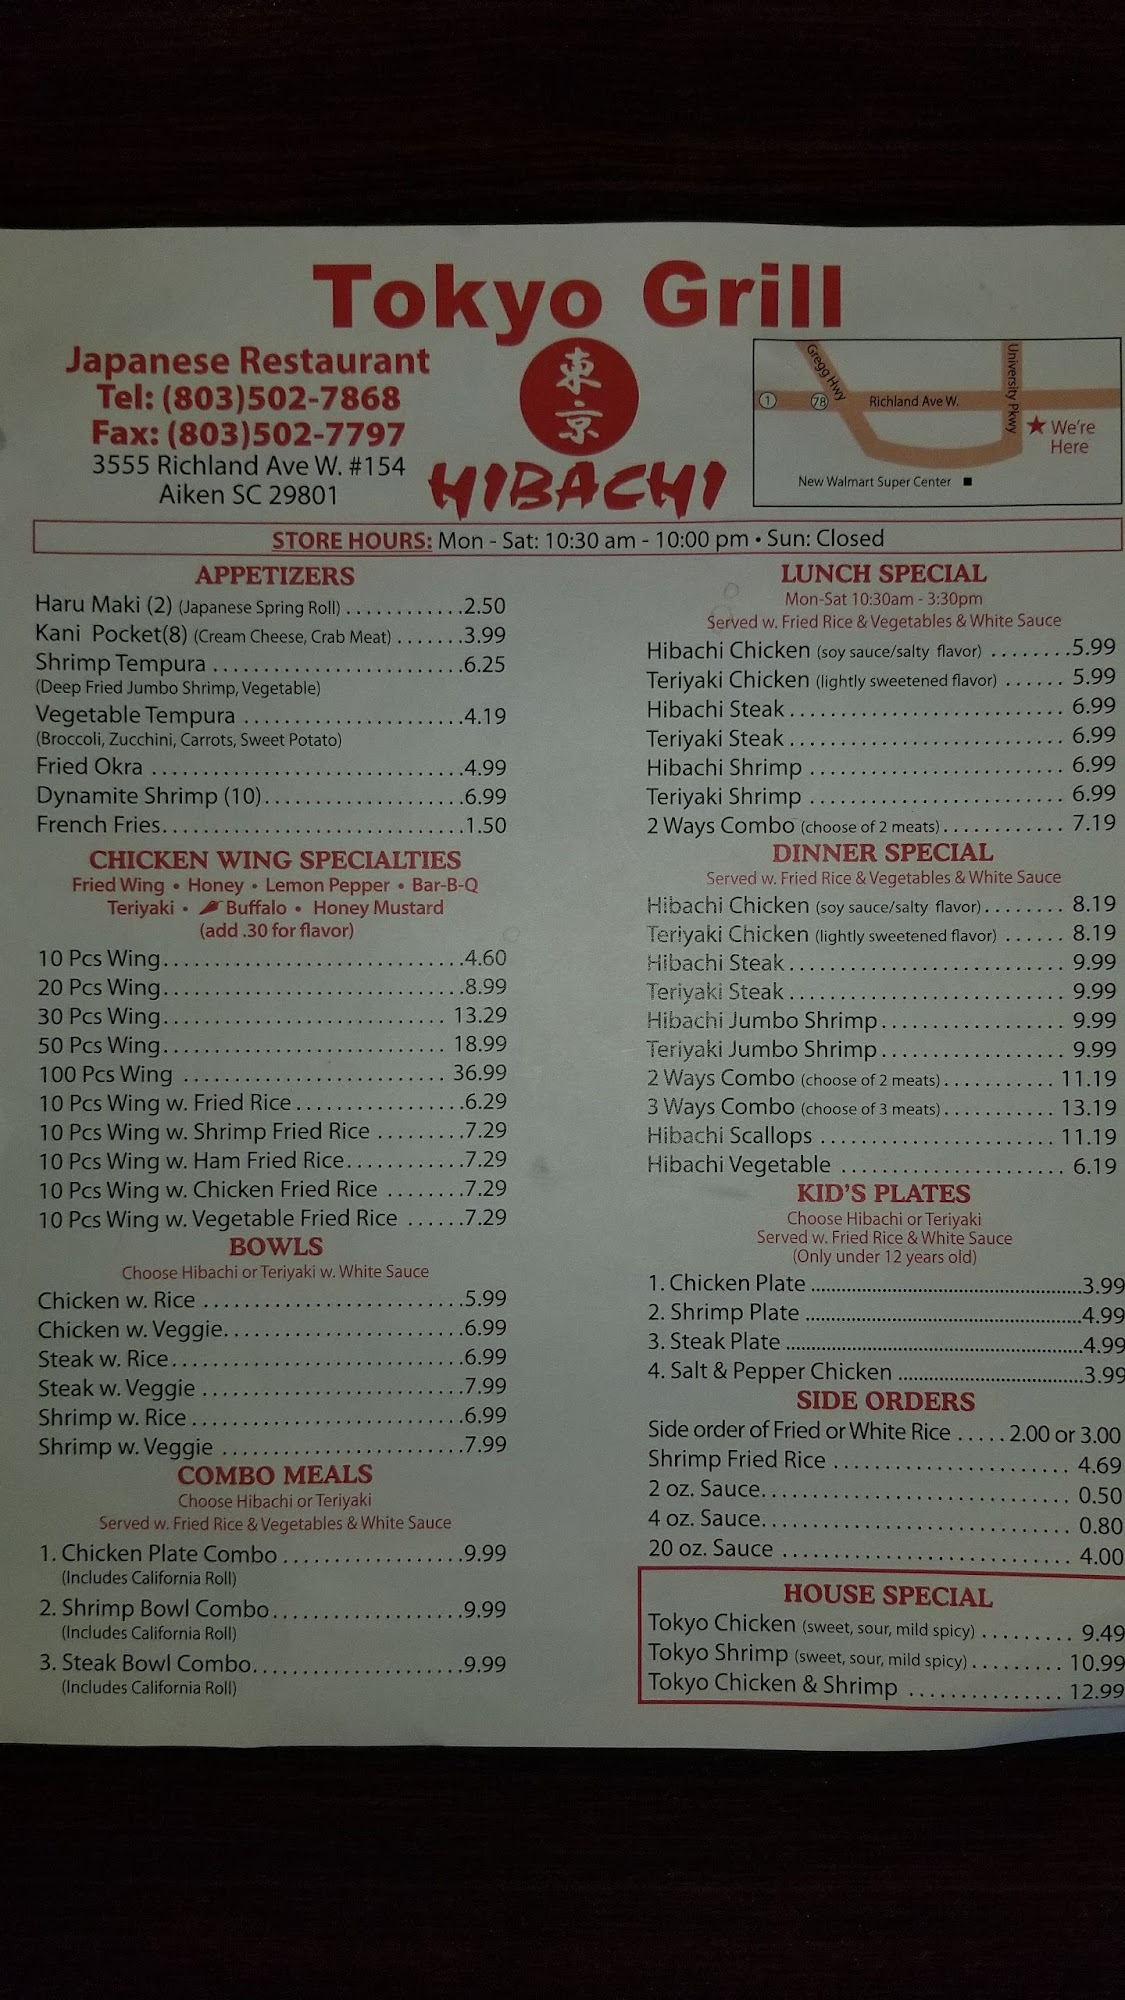 Tokyo Grill
Japanese Restaurant
Tel: (803)502-7868
Fax: (803)502-7797
3555 Richland Ave W. #154
Aiken SC 29801
東
京
HIBACHI
Gregg Hwy
University Pkwy
1
78
Richland Ave W.
★ We're
Here
New Walmart Super Center ■
STORE HOURS: Mon - Sat: 10:30 am - 10:00 pm • Sun: Closed
APPETIZERS
Haru Maki (2) (Japanese Spring Roll) ............2.50
Kani Pocket(8) (Cream Cheese, Crab Meat) .......3.99
Shrimp Tempura .........................6.25
(Deep Fried Jumbo Shrimp, Vegetable)
Vegetable Tempura ......................4.19
(Broccoli, Zucchini, Carrots, Sweet Potato)
Fried Okra ...............................4.99
Dynamite Shrimp (10)....................6.99
French Fries..............................1.50
CHICKEN WING SPECIALTIES
Fried Wing • Honey • Lemon Pepper • Bar-B-Q
Teriyaki • Buffalo • Honey Mustard
(add .30 for flavor)
10 Pcs Wing..............................4.60
20 Pcs Wing..............................8.99
30 Pcs Wing............................ 13.29
50 Pcs Wing............................ 18.99
100 Pcs Wing .......................... 36.99
10 Pcs Wing w. Fried Rice.................6.29
10 Pcs Wing w. Shrimp Fried Rice .........7.29
10 Pcs Wing w. Ham Fried Rice............7.29
10 Pcs Wing w. Chicken Fried Rice ........7.29
10 Pcs Wing w. Vegetable Fried Rice ......7.29
BOWLS
Choose Hibachi or Teriyaki w. White Sauce
Chicken w. Rice ..........................5.99
Chicken w. Veggie........................6.99
Steak w. Rice.............................6.99
Steak w. Veggie ..........................7.99
Shrimp w. Rice ...........................6.99
Shrimp w. Veggie ........................7.99
COMBO MEALS
Choose Hibachi or Teriyaki
Served w. Fried Rice & Vegetables & White Sauce
1. Chicken Plate Combo ..................9.99
(Includes California Roll)
2. Shrimp Bowl Combo...................9.99
(Includes California Roll)
3. Steak Bowl Combo.....................9.99
(Includes California Roll)
LUNCH SPECIAL
Mon-Sat 10:30am - 3:30pm
Served w. Fried Rice & Vegetables & White Sauce
Hibachi Chicken (soy sauce/salty flavor) ........5.99
Teriyaki Chicken (lightly sweetened flavor) ...... 5.99
Hibachi Steak........................... 6.99
Teriyaki Steak........................... 6.99
Hibachi Shrimp ......................... 6.99
Teriyaki Shrimp ......................... 6.99
2 Ways Combo (choose of 2 meats)............ 7.19
DINNER SPECIAL
Served w. Fried Rice & Vegetables & White Sauce
Hibachi Chicken (soy sauce/salty flavor)........ 8.19
Teriyaki Chicken (lightly sweetened flavor) ...... 8.19
Hibachi Steak........................... 9.99
Teriyaki Steak........................... 9.99
Hibachi Jumbo Shrimp.................. 9.99
Teriyaki Jumbo Shrimp.................. 9.99
2 Ways Combo (choose of 2 meats)........... 11.19
3 Ways Combo (choose of 3 meats)........... 13.19
Hibachi Scallops ....................... 11.19
Hibachi Vegetable ...................... 6.19
KID'S PLATES
Choose Hibachi or Teriyaki
Served w. Fried Rice & White Sauce
(Only under 12 years old)
1. Chicken Plate ..................................................3.99
2. Shrimp Plate ...................................................4.99
3. Steak Plate ......................................................4.99
4. Salt & Pepper Chicken ..................................3.99
SIDE ORDERS
Side order of Fried or White Rice .....2.00 or 3.00
Shrimp Fried Rice ....................... 4.69
2 oz. Sauce.............................. 0.50
4 oz. Sauce.............................. 0.80
20 oz. Sauce ............................ 4.00
HOUSE SPECIAL
Tokyo Chicken (sweet, sour, mild spicy) ......... 9.49
Tokyo Shrimp (sweet, sour, mild spicy)......... 10.99
Tokyo Chicken & Shrimp ............... 12.99